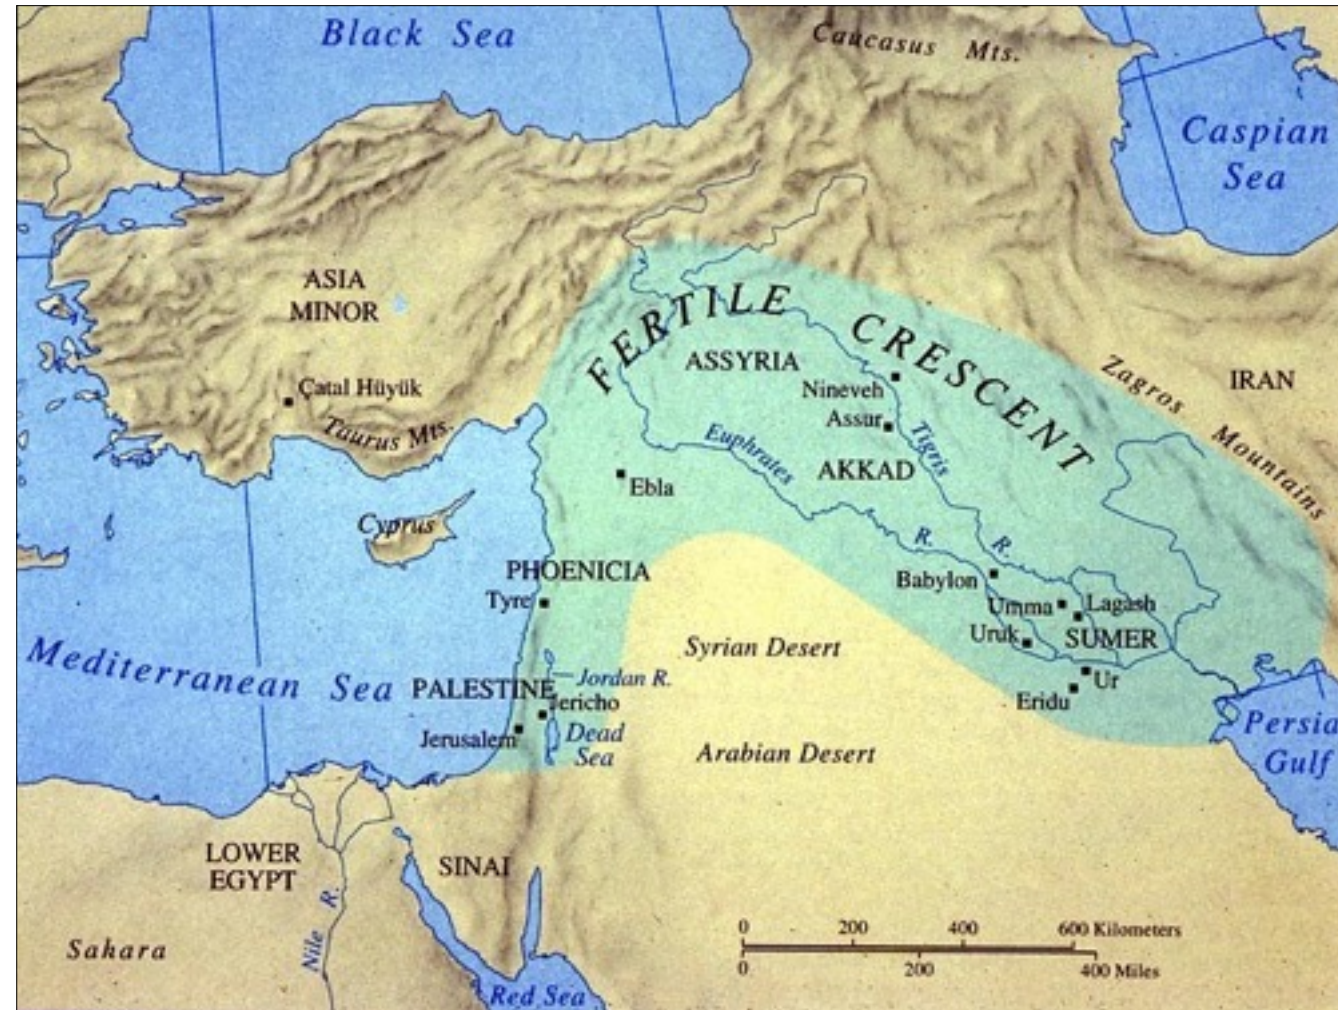 Black Sea
Caucasus Mts.
Caspian
Sea
ASIA
MINOR
FERTILE CRESCENT
ASSYRIA
Nineveh
Assur
Zagros Mountains
IRAN
Çatal Hüyük
Taurus Mts.
Euphrates R.
Tigris R.
AKKAD
Ebla
Cyprus
PHOENICIA
Tyre
Babylon
Umma
Lagash
Uruk
SUMER
Ur
Eridu
Syrian Desert
Mediterranean Sea
PALESTINE
Jordan R.
Jericho
Jerusalem
Dead
Sea
Arabian Desert
Persia
Gulf
LOWER
EGYPT
SINAI
Nile R.
Sahara
Red Sea
0 200 400 600 Kilometers
0 200 400 Miles